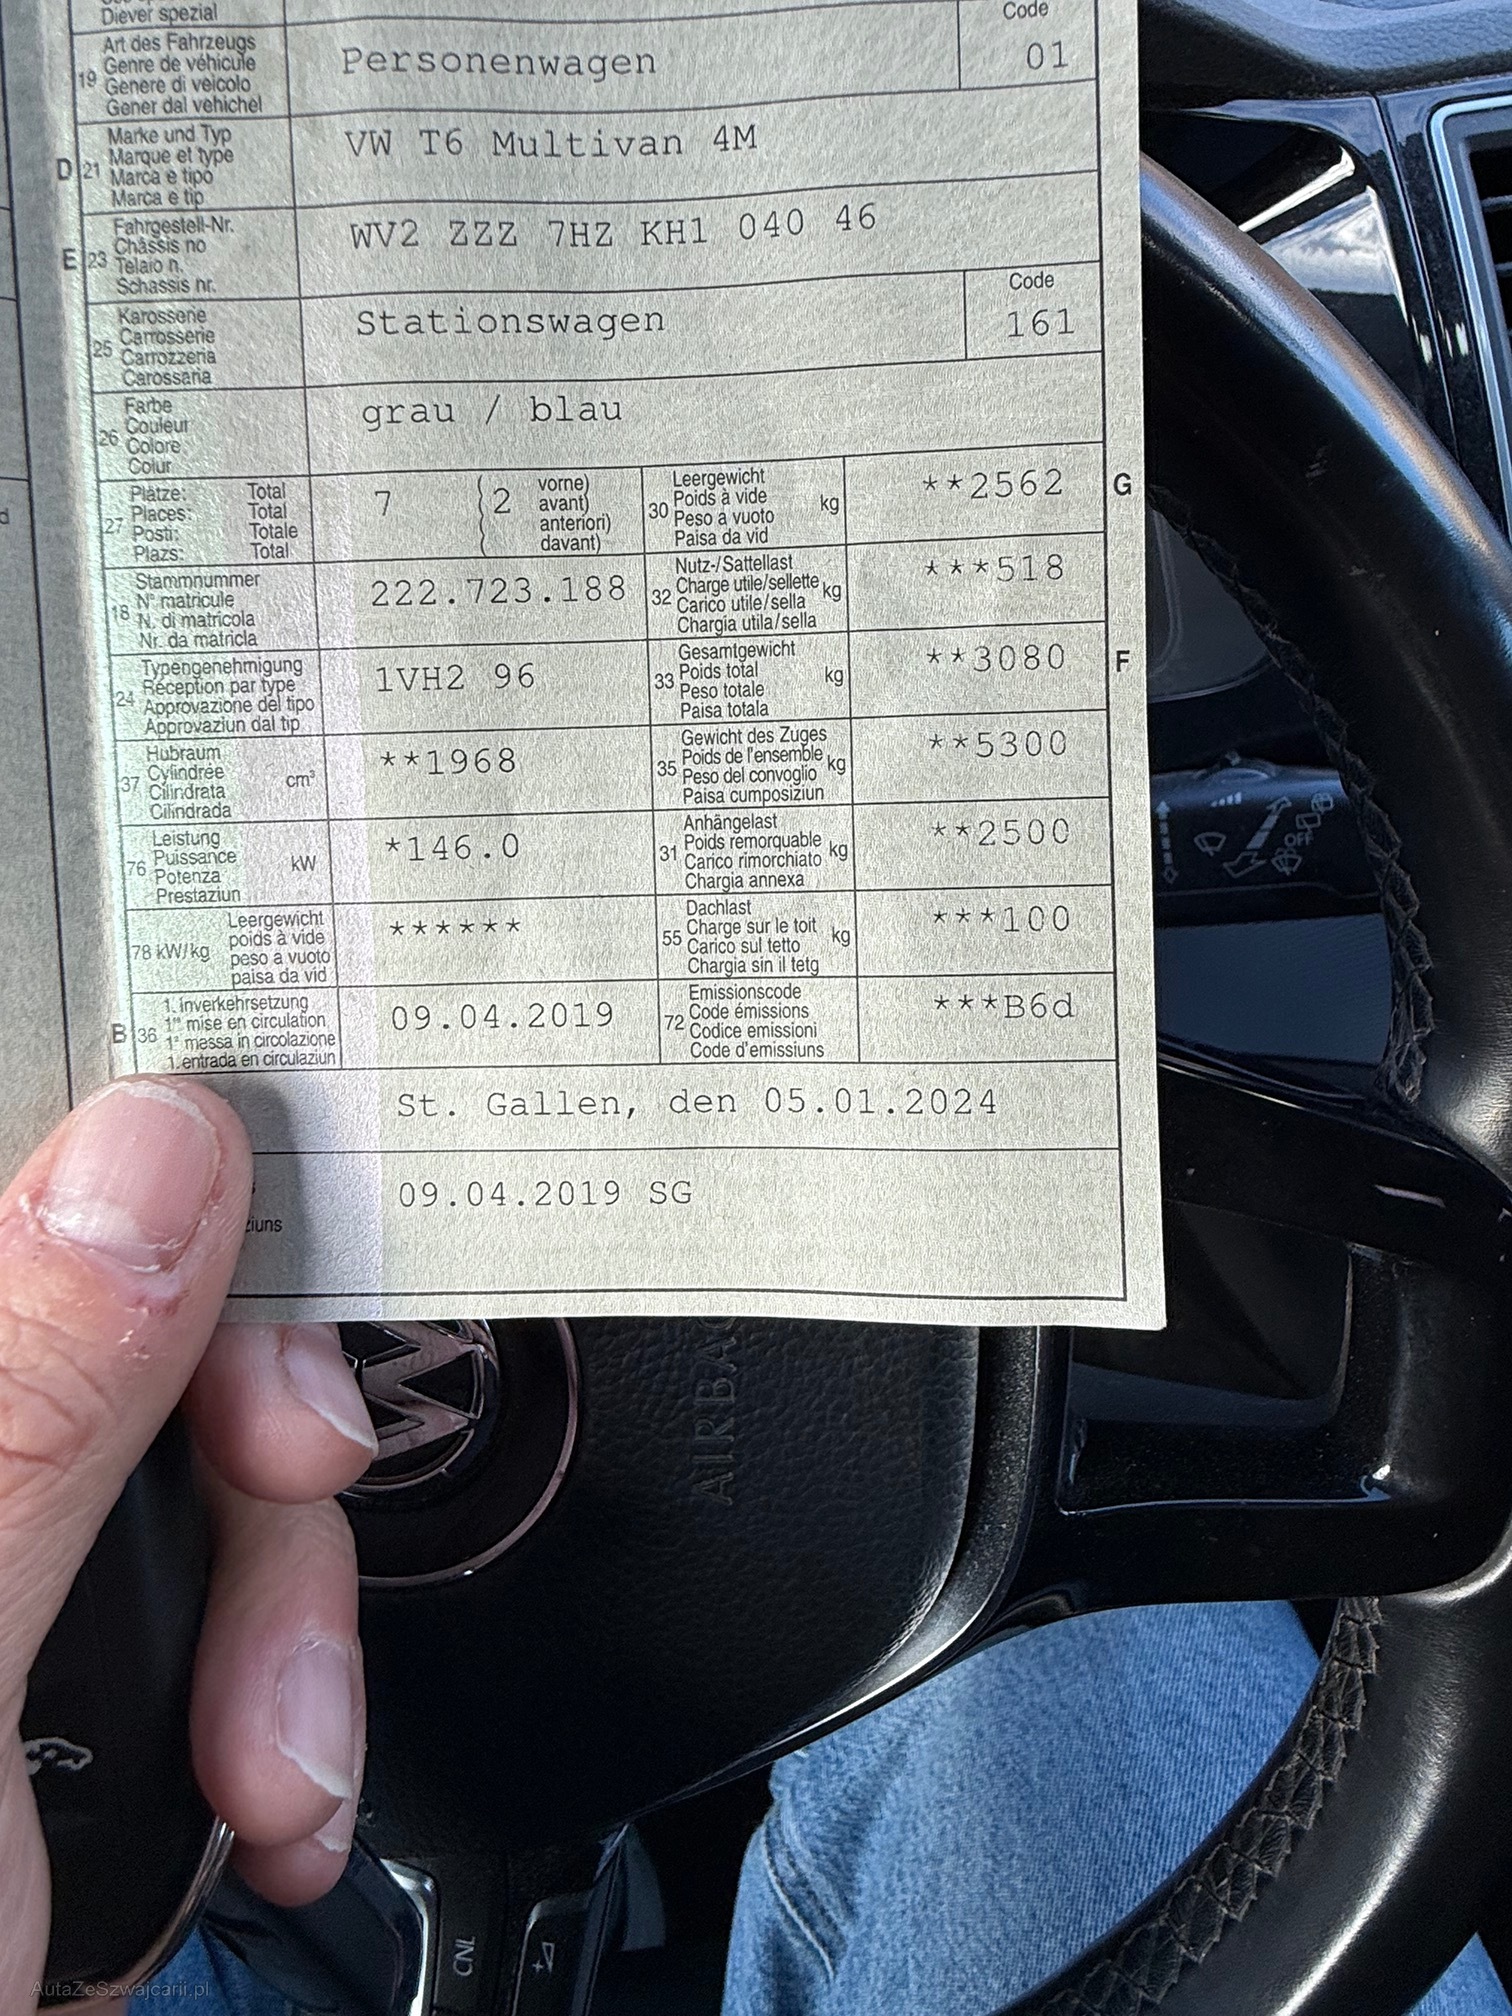 Diever spezial
Code
19 Art des Fahrzeugs
Genre de véhicule
Genere di veicolo
Gener dal vehichel
Personenwagen
01
D 21 Marke und Typ
Marque et type
Marca e tipo
Marca e tip
VW T6 Multivan 4M
E 23 Fahrgestell-Nr.
Châssis no
Telaio n.
Schassis nr.
WV2 ZZZ 7HZ KH1 040 46
25 Karosserie
Carrosserie
Carrozzeria
Carossaria
Stationswagen
Code
161
26 Farbe
Couleur
Colore
Colur
grau / blau
27 Plätze: Total
Places: Total
Posti: Totale
Plazs: Total
7 2
vorne)
avant)
anteriori)
davant)
30 Leergewicht
Poids à vide
Peso a vuoto
Paisa da vid
kg
**2562
G
18 Stammnummer
N° matricule
N. di matricola
Nr. da matricla
222.723.188
32 Nutz-/Sattellast
Charge utile/sellette
Carico utile/sella
Chargia utila/sella
kg
***518
24 Typengenehmigung
Réception par type
Approvazione del tipo
Approvaziun dal tip
1VH2 96
33 Gesamtgewicht
Poids total
Peso totale
Paisa totala
kg
**3080
F
37 Hubraum
Cylindrée
Cilindrata
Cilindrada
cm³
**1968
35 Gewicht des Zuges
Poids de l'ensemble
Peso del convoglio
Paisa cumposiziun
kg
**5300
76 Leistung
Puissance
Potenza
Prestaziun
kW
*146.0
31 Anhängelast
Poids remorquable
Carico rimorchiato
Chargia annexa
kg
**2500
78 kW/kg
Leergewicht
poids à vide
peso a vuoto
paisa da vid
******
55 Dachlast
Charge sur le toit
Carico sul tetto
Chargia sin il tetg
kg
***100
B 36 1. Inverkehrsetzung
1re mise en circulation
1a messa in circolazione
1. entrada en circulaziun
09.04.2019
72 Emissionscode
Code émissions
Codice emissioni
Code d'emissiuns
***B6d
St. Gallen, den 05.01.2024
09.04.2019 SG
ziuns
OFF
AIRBAG
CNL
AutaZeSzwajcarii.pl